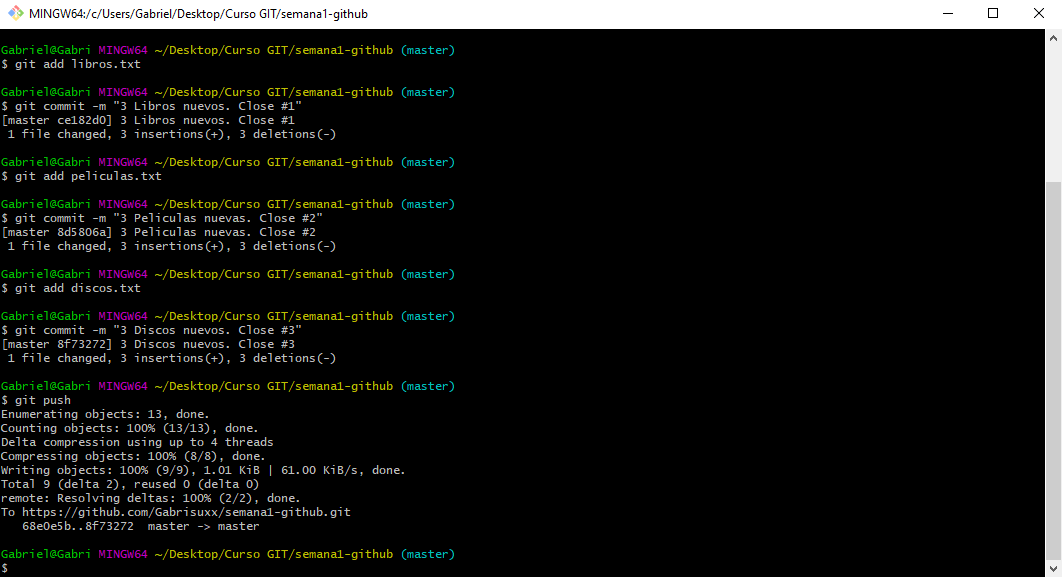 MINGW64:/c/Users/Gabriel/Desktop/Curso GIT/semana1-github
Gabriel@Gabri MINGW64 ~/Desktop/Curso GIT/semana1-github (master)
$ git add libros.txt
Gabriel@Gabri MINGW64 ~/Desktop/Curso GIT/semana1-github (master)
$ git commit -m "3 Libros nuevos. Close #1"
[master ce182d0] 3 Libros nuevos. Close #1
 1 file changed, 3 insertions(+), 3 deletions(-)
Gabriel@Gabri MINGW64 ~/Desktop/Curso GIT/semana1-github (master)
$ git add peliculas.txt
Gabriel@Gabri MINGW64 ~/Desktop/Curso GIT/semana1-github (master)
$ git commit -m "3 Peliculas nuevas. Close #2"
[master 8d5806a] 3 Peliculas nuevas. Close #2
 1 file changed, 3 insertions(+), 3 deletions(-)
Gabriel@Gabri MINGW64 ~/Desktop/Curso GIT/semana1-github (master)
$ git add discos.txt
Gabriel@Gabri MINGW64 ~/Desktop/Curso GIT/semana1-github (master)
$ git commit -m "3 Discos nuevos. Close #3"
[master 8f73272] 3 Discos nuevos. Close #3
 1 file changed, 3 insertions(+), 3 deletions(-)
Gabriel@Gabri MINGW64 ~/Desktop/Curso GIT/semana1-github (master)
$ git push
Enumerating objects: 13, done.
Counting objects: 100% (13/13), done.
Delta compression using up to 4 threads
Compressing objects: 100% (8/8), done.
Writing objects: 100% (9/9), 1.01 KiB | 61.00 KiB/s, done.
Total 9 (delta 2), reused 0 (delta 0)
remote: Resolving deltas: 100% (2/2), done.
To https://github.com/Gabrisuxx/semana1-github.git
   68e0e5b..8f73272  master -> master
Gabriel@Gabri MINGW64 ~/Desktop/Curso GIT/semana1-github (master)
$